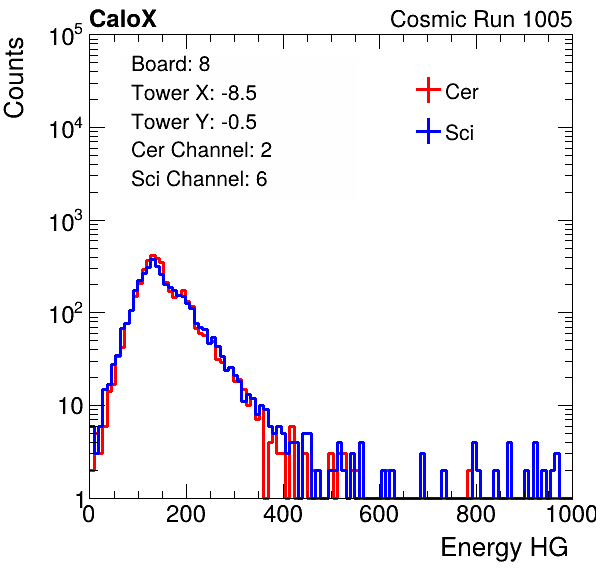 CaloX Cosmic Run 1005
Counts
10^5
10^4
10^3
10^2
10
1
Board: 8
Tower X: -8.5
Tower Y: -0.5
Cer Channel: 2
Sci Channel: 6
Cer
Sci
0 200 400 600 800 1000
Energy HG